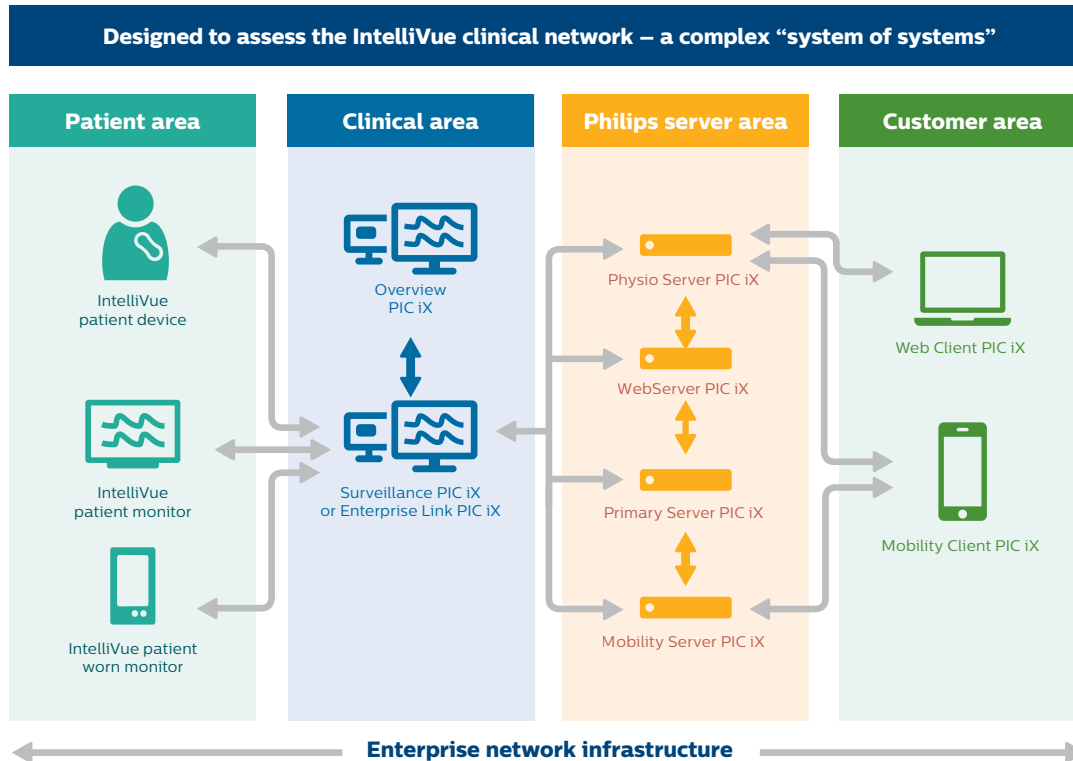 Designed to assess the IntelliVue clinical network – a complex “system of systems”
Patient area
IntelliVue
patient device
IntelliVue
patient monitor
IntelliVue patient
worn monitor
Clinical area
Overview
PIC iX
Surveillance PIC iX
or Enterprise Link PIC iX
Philips server area
Physio Server PIC iX
WebServer PIC iX
Primary Server PIC iX
Mobility Server PIC iX
Customer area
Web Client PIC iX
Mobility Client PIC iX
Enterprise network infrastructure